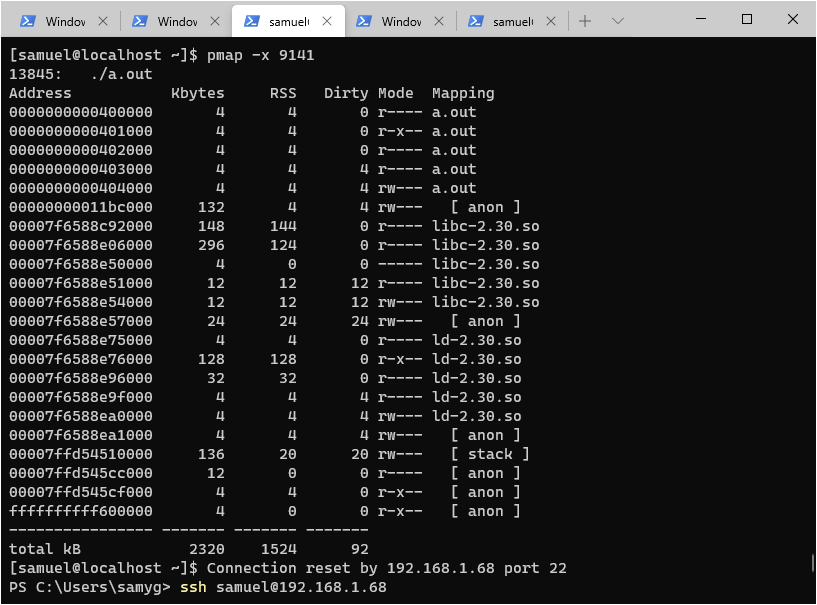 Window
Window
samuel(
Window
samuel(
[samuel@localhost ~]$ pmap -x 9141
13845:   ./a.out
Address           Kbytes     RSS   Dirty Mode  Mapping
0000000000400000       4       4       0 r---- a.out
0000000000401000       4       4       0 r-x-- a.out
0000000000402000       4       4       0 r---- a.out
0000000000403000       4       4       4 r---- a.out
0000000000404000       4       4       4 rw--- a.out
00000000011bc000     132       4       4 rw---   [ anon ]
00007f6588c92000     148     144       0 r---- libc-2.30.so
00007f6588e06000     296     124       0 r---- libc-2.30.so
00007f6588e50000       4       0       0 ----- libc-2.30.so
00007f6588e51000      12      12      12 r---- libc-2.30.so
00007f6588e54000      12      12      12 rw--- libc-2.30.so
00007f6588e57000      24      24      24 rw---   [ anon ]
00007f6588e75000       4       4       0 r---- ld-2.30.so
00007f6588e76000     128     128       0 r-x-- ld-2.30.so
00007f6588e96000      32      32       0 r---- ld-2.30.so
00007f6588e9f000       4       4       4 r---- ld-2.30.so
00007f6588ea0000       4       4       4 rw--- ld-2.30.so
00007f6588ea1000       4       4       4 rw---   [ anon ]
00007ffd54510000     136      20      20 rw---   [ stack ]
00007ffd545cc000      12       0       0 r----   [ anon ]
00007ffd545cf000       4       4       0 r-x--   [ anon ]
ffffffffff600000       4       0       0 r-x--   [ anon ]
---------------- ------- ------- -------
total kB            2320    1524      92
[samuel@localhost ~]$ Connection reset by 192.168.1.68 port 22
PS C:\Users\samyg> ssh samuel@192.168.1.68